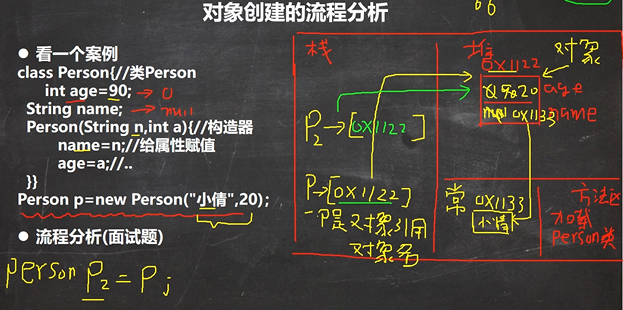 对象创建的流程分析
● 看一个案例
class Person{//类Person
int age=90; → 0
String name; → null
Person(String n,int a){//构造器
name=n;//给属性赋值
age=a;//..
}}
Person p=new Person("小倩",20);
● 流程分析(面试题)
Person P2 = P;
栈
P2→[0X1122]
P→[0X1122]
P是对象引用
对象名
堆
0X1122
对象
0 90 20 age
null 0X1133 name
常 0X1133
小倩
方法区
加载
Person类